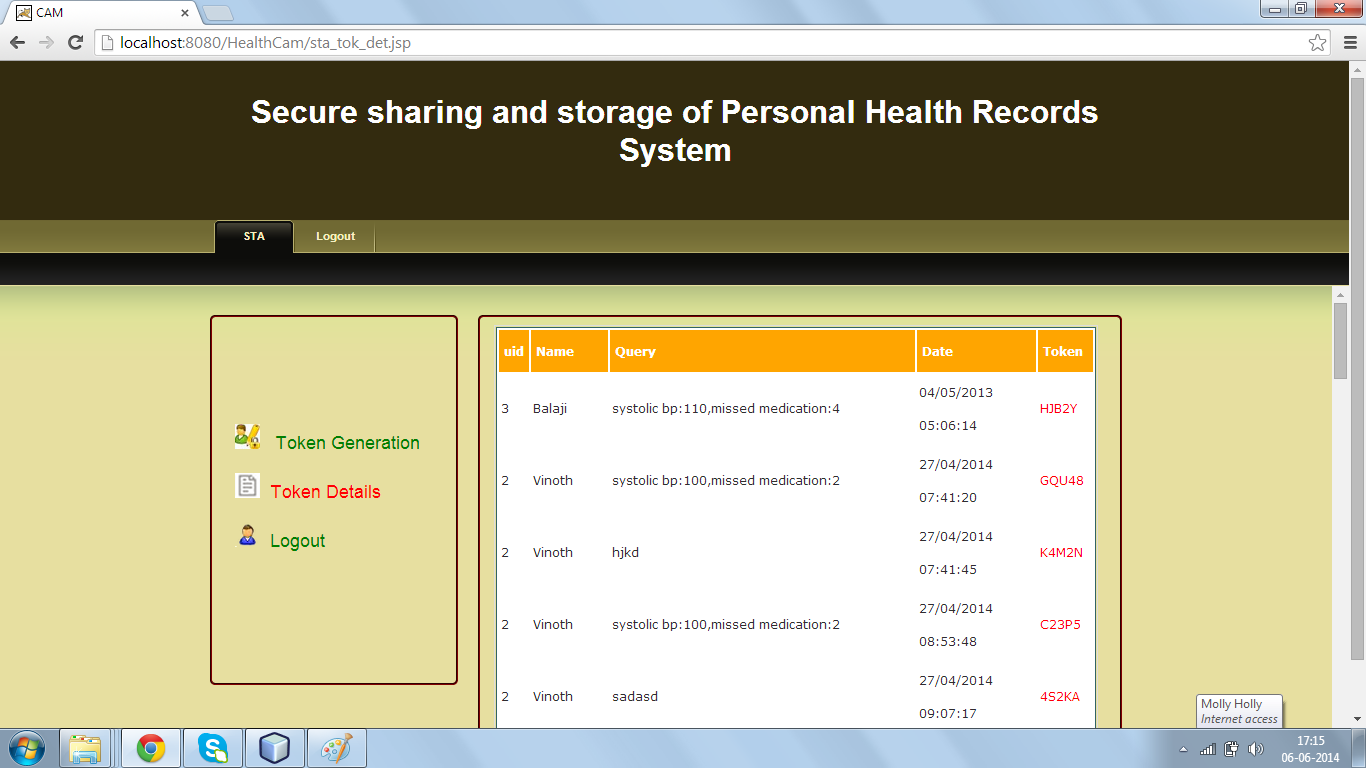 CAM
localhost:8080/HealthCam/sta_tok_det.jsp
Secure sharing and storage of Personal Health Records
System
STA Logout
Token Generation
Token Details
Logout
uid Name Query Date Token
3 Balaji systolic bp:110,missed medication:4 04/05/2013 05:06:14 HJB2Y
2 Vinoth systolic bp:100,missed medication:2 27/04/2014 07:41:20 GQU48
2 Vinoth hjkd 27/04/2014 07:41:45 K4M2N
2 Vinoth systolic bp:100,missed medication:2 27/04/2014 08:53:48 C23P5
2 Vinoth sadasd 27/04/2014 09:07:17 4S2KA
Molly Holly
Internet access
17:15
06-06-2014